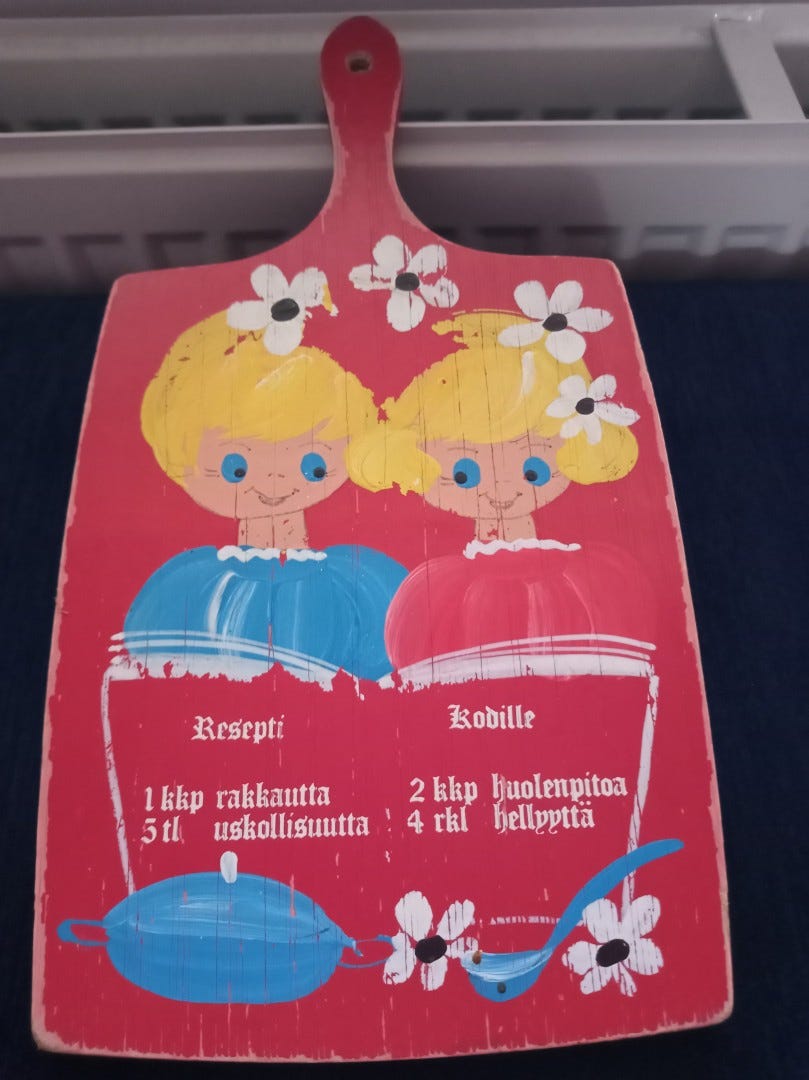 Resepti
1 kkp rakkautta
5 tl uskollisuutta
Kodille
2 kkp huolenpitoa
4 rkl hellyyttä